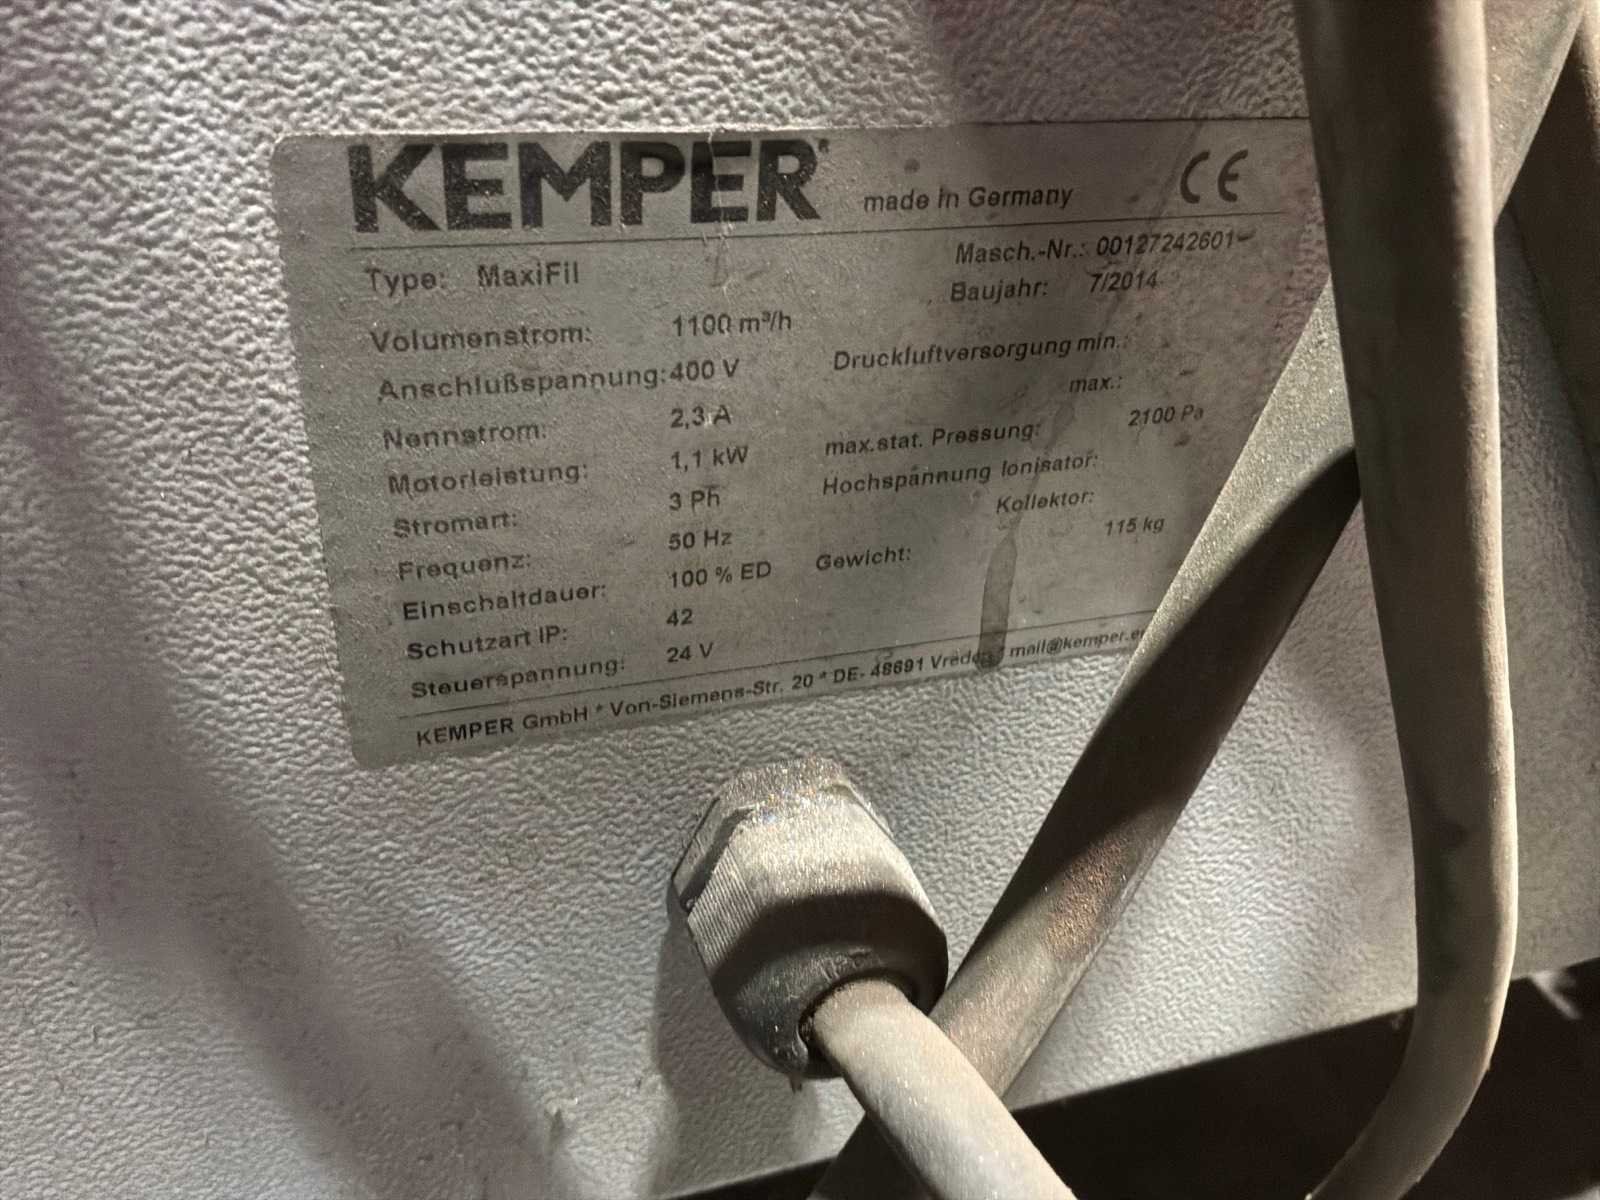 KEMPER® made in Germany CE
Type: MaxiFil Masch.-Nr.: 00127242601
Baujahr: 7/2014
Volumenstrom: 1100 m³/h
Anschlußspannung: 400 V Druckluftversorgung min.:
Nennstrom: 2,3 A max.:
Motorleistung: 1,1 kW max.stat. Pressung: 2100 Pa
Stromart: 3 Ph Hochspannung Ionisator:
Frequenz: 50 Hz Kollektor:
Einschaltdauer: 100 % ED Gewicht: 115 kg
Schutzart IP: 42
Steuerspannung: 24 V
KEMPER GmbH * Von-Siemens-Str. 20 * DE- 48691 Vreden * mail@kemper.